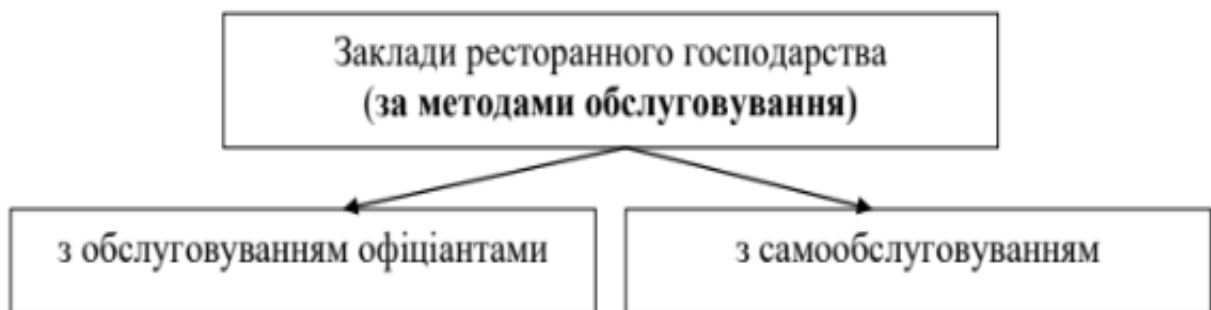 Заклади ресторанного господарства
(за методами обслуговування)
з обслуговуванням офіціантами
з самообслуговуванням